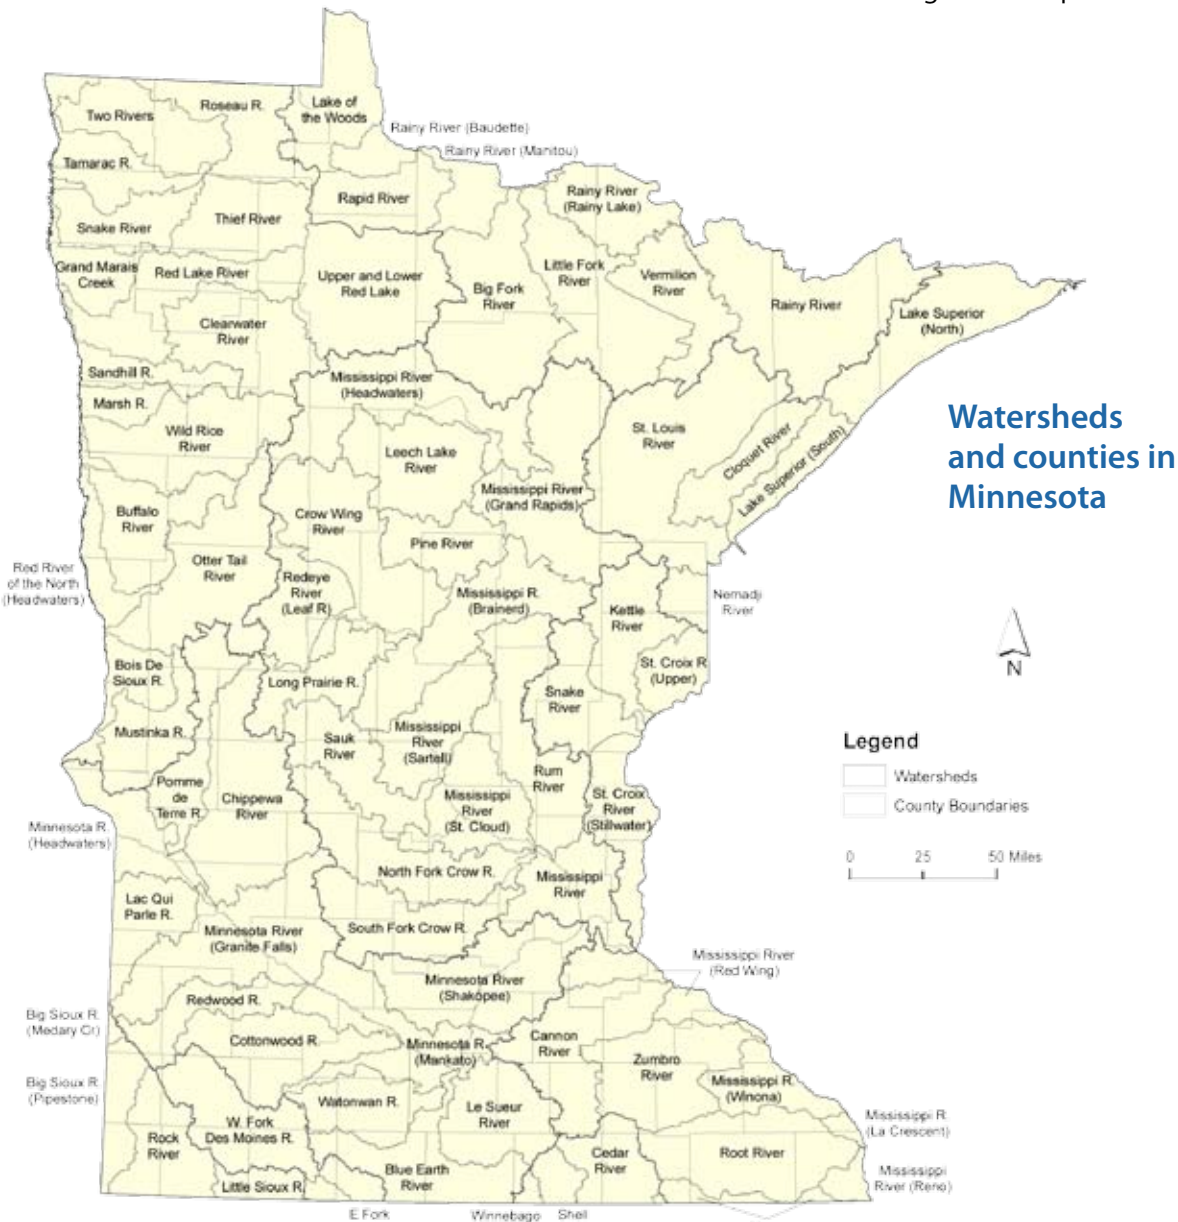 Two Rivers
Roseau R.
Lake of
the Woods
Rainy River (Baudette)
Rainy River (Manitou)
Tamarac R.
Rapid River
Rainy River
(Rainy Lake)
Snake River
Thief River
Grand Marais
Creek
Red Lake River
Upper and Lower
Red Lake
Big Fork
River
Little Fork
River
Vermilion
River
Rainy River
Lake Superior
(North)
Clearwater
River
Sandhill R.
Mississippi River
(Headwaters)
Marsh R.
Wild Rice
River
Leech Lake
River
St. Louis
River
Cloquet River
Lake Superior (South)
Watersheds
and counties in
Minnesota
Mississippi River
(Grand Rapids)
Buffalo
River
Crow Wing
River
Pine River
Otter Tail
River
Red River
of the North
(Headwaters)
Redeye
River
(Leaf R)
Mississippi R.
(Brainerd)
Kettle
River
Nemadji
River
N
Bois De
Sioux R.
Long Prairie R.
St. Croix R
(Upper)
Snake
River
Mustinka R.
Sauk
River
Mississippi
River
(Sartell)
Pomme
de
Terre R.
Chippewa
River
Mississippi
River
(St. Cloud)
Rum
River
St. Croix
River
(Stillwater)
Legend
Watersheds
County Boundaries
0 25 50 Miles
Minnesota R.
(Headwaters)
North Fork Crow R.
Mississippi
River
Lac Qui
Parle R.
Minnesota River
(Granite Falls)
South Fork Crow R.
Mississippi River
(Red Wing)
Minnesota River
(Shakopee)
Redwood R.
Big Sioux R.
(Medary Cr)
Cottonwood R.
Minnesota R.
(Mankato)
Cannon
River
Zumbro
River
Mississippi R.
(Winona)
Big Sioux R.
(Pipestone)
Watonwan R.
Le Sueur
River
Mississippi R.
(La Crescent)
Rock
River
W. Fork
Des Moines R.
Cedar
River
Root River
Blue Earth
River
Little Sioux R.
Mississippi
River (Reno)
E Fork
Winnebago
Shell